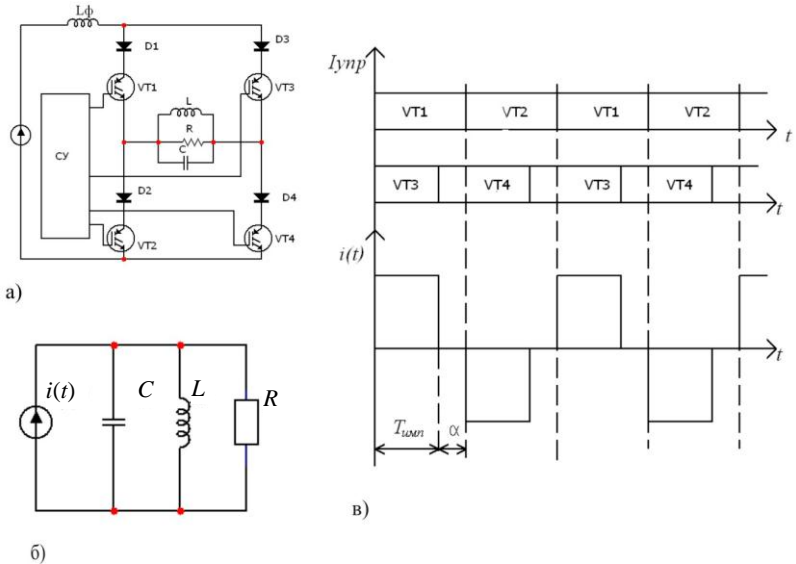 Lф
D1
D3
VT1
VT3
L
R
C
СУ
D2
D4
VT2
VT4
а)
i(t)
C
L
R
б)
Iупр
VT1
VT2
VT1
VT2
t
VT3
VT4
VT3
VT4
t
i(t)
t
Tимп
α
в)